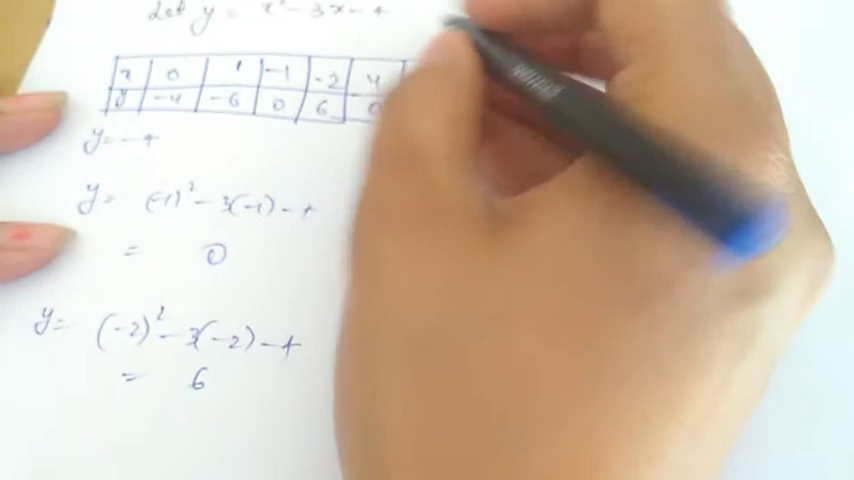 Let y = x² - 3x - 4
x 0 1 -1 -2 4
y -4 -6 0 6 0
y = -4
y = (-1)² - 3(-1) - 4
= 0
y = (-2)² - 3(-2) - 4
= 6